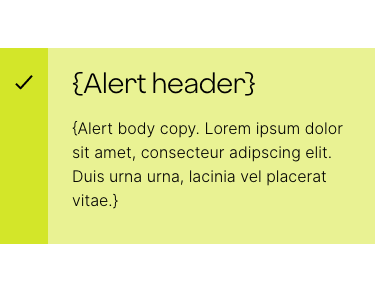 {Alert header}
{Alert body copy. Lorem ipsum dolor
sit amet, consecteur adipscing elit.
Duis urna urna, lacinia vel placerat
vitae.}